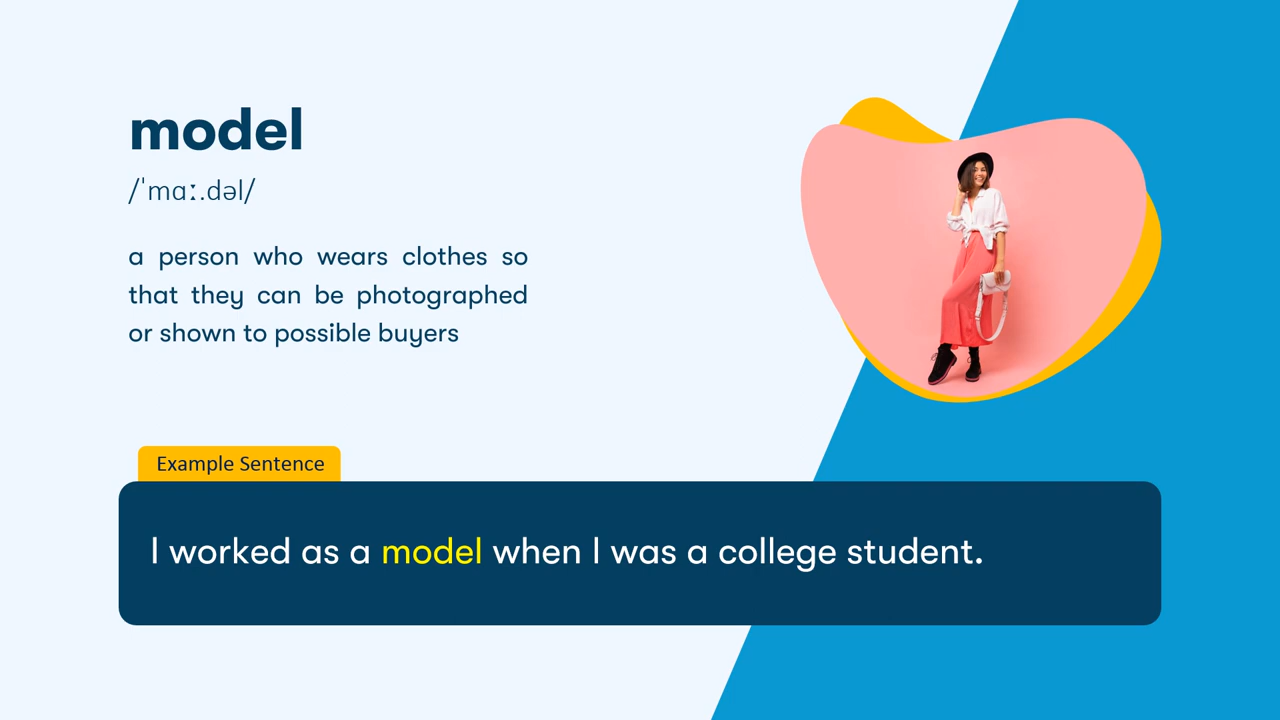 model
/ˈmɑː.dəl/
a person who wears clothes so
that they can be photographed
or shown to possible buyers
Example Sentence
I worked as a model when I was a college student.